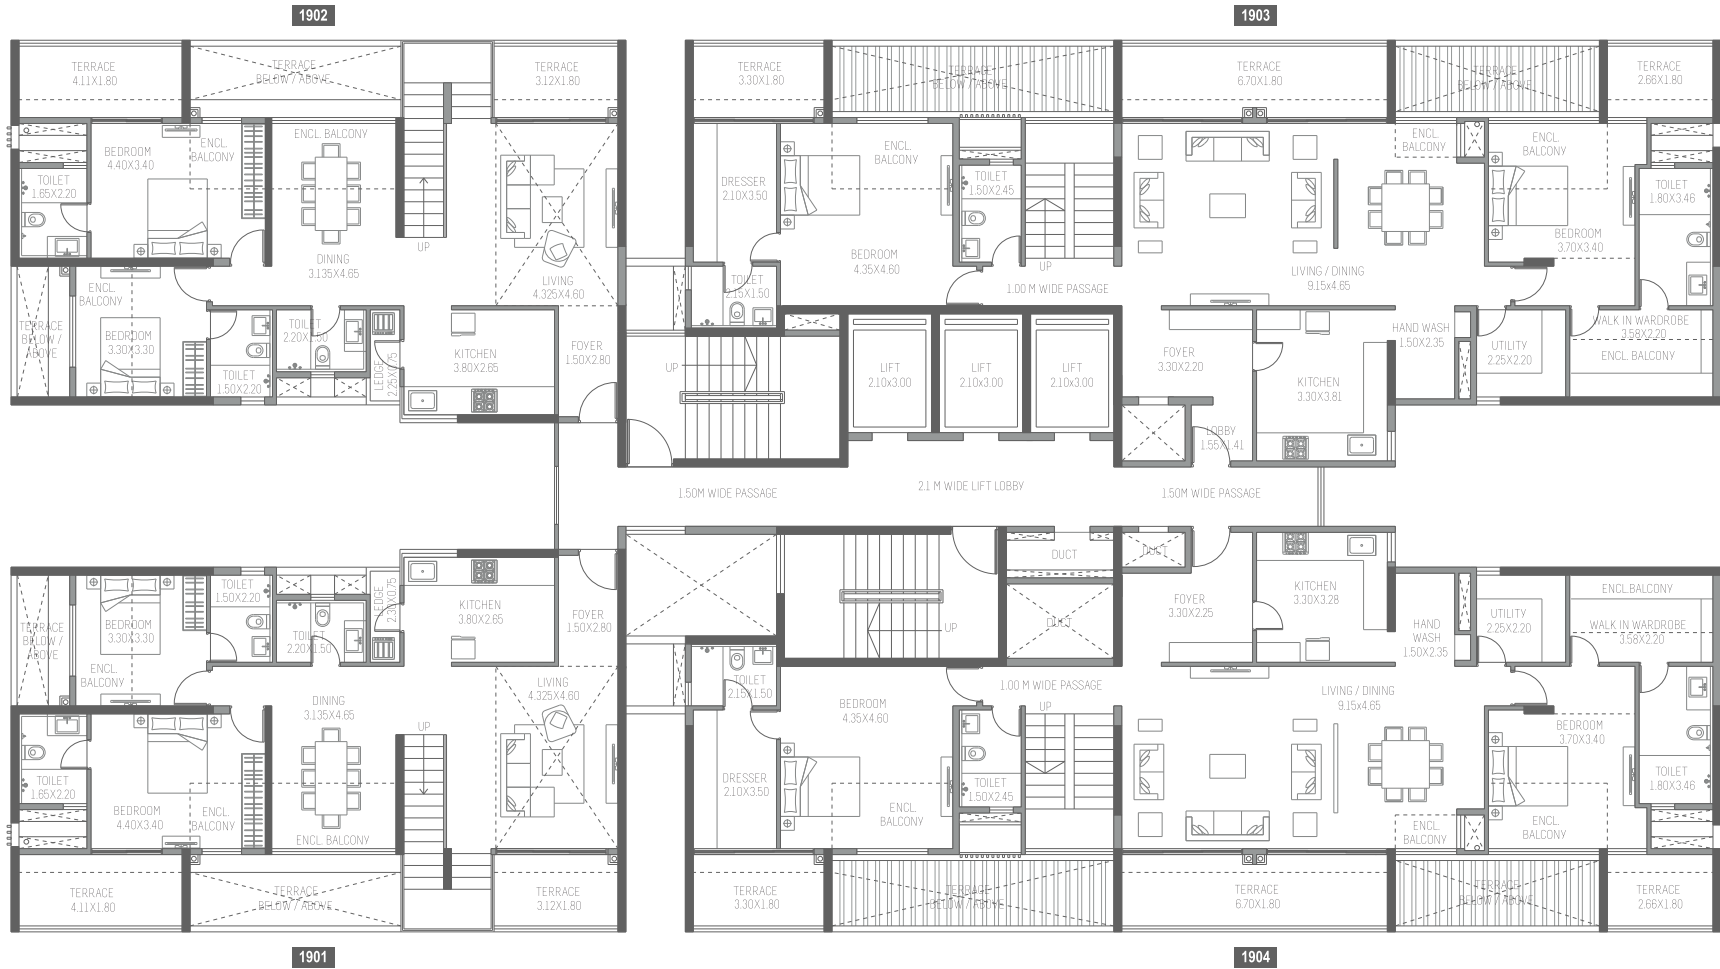 1902
1903
TERRACE
4.11X1.80
TERRACE
BELOW / ABOVE
TERRACE
3.12X1.80
TERRACE
3.30X1.80
TERRACE
BELOW / ABOVE
TERRACE
6.70X1.80
TERRACE
BELOW / ABOVE
TERRACE
2.66X1.80
BEDROOM
4.40X3.40
ENCL.
BALCONY
ENCL. BALCONY
TOILET
1.65X2.20
DINING
3.135X4.65
UP
LIVING
4.325X4.60
DRESSER
2.10X3.50
ENCL.
BALCONY
BEDROOM
4.35X4.60
TOILET
1.50X2.45
UP
1.00 M WIDE PASSAGE
LIVING / DINING
9.15x4.65
ENCL.
BALCONY
ENCL.
BALCONY
BEDROOM
3.70X3.40
TOILET
1.80X3.46
ENCL.
BALCONY
TERRACE
BELOW /
ABOVE
BEDROOM
3.30X3.30
TOILET
1.50X2.20
TOILET
2.20X1.50
LEDGE
2.25X0.75
KITCHEN
3.80X2.65
FOYER
1.50X2.80
TOILET
2.15X1.50
UP
LIFT
2.10x3.00
LIFT
2.10x3.00
LIFT
2.10x3.00
FOYER
3.30X2.20
LOBBY
1.55X1.41
KITCHEN
3.30X3.81
HAND WASH
1.50X2.35
UTILITY
2.25X2.20
WALK IN WARDROBE
3.58X2.20
ENCL. BALCONY
1.50M WIDE PASSAGE
2.1 M WIDE LIFT LOBBY
1.50M WIDE PASSAGE
TOILET
1.50X2.20
BEDROOM
3.30X3.30
TERRACE
BELOW /
ABOVE
ENCL.
BALCONY
TOILET
2.20X1.50
LEDGE
2.30X0.75
KITCHEN
3.80X2.65
FOYER
1.50X2.80
UP
DUCT
DUCT
DUCT
FOYER
3.30X2.25
KITCHEN
3.30X3.28
HAND
WASH
1.50X2.35
UTILITY
2.25X2.20
ENCL.BALCONY
WALK IN WARDROBE
3.58X2.20
DINING
3.135X4.65
UP
LIVING
4.325X4.60
TOILET
2.15X1.50
1.00 M WIDE PASSAGE
BEDROOM
4.35X4.60
UP
LIVING / DINING
9.15x4.65
BEDROOM
3.70X3.40
TOILET
1.65X2.20
BEDROOM
4.40X3.40
ENCL.
BALCONY
ENCL. BALCONY
DRESSER
2.10X3.50
ENCL.
BALCONY
TOILET
1.50X2.45
ENCL.
BALCONY
ENCL.
BALCONY
TOILET
1.80X3.46
TERRACE
4.11X1.80
TERRACE
BELOW / ABOVE
TERRACE
3.12X1.80
TERRACE
3.30X1.80
TERRACE
BELOW / ABOVE
TERRACE
6.70X1.80
TERRACE
BELOW / ABOVE
TERRACE
2.66X1.80
1901
1904